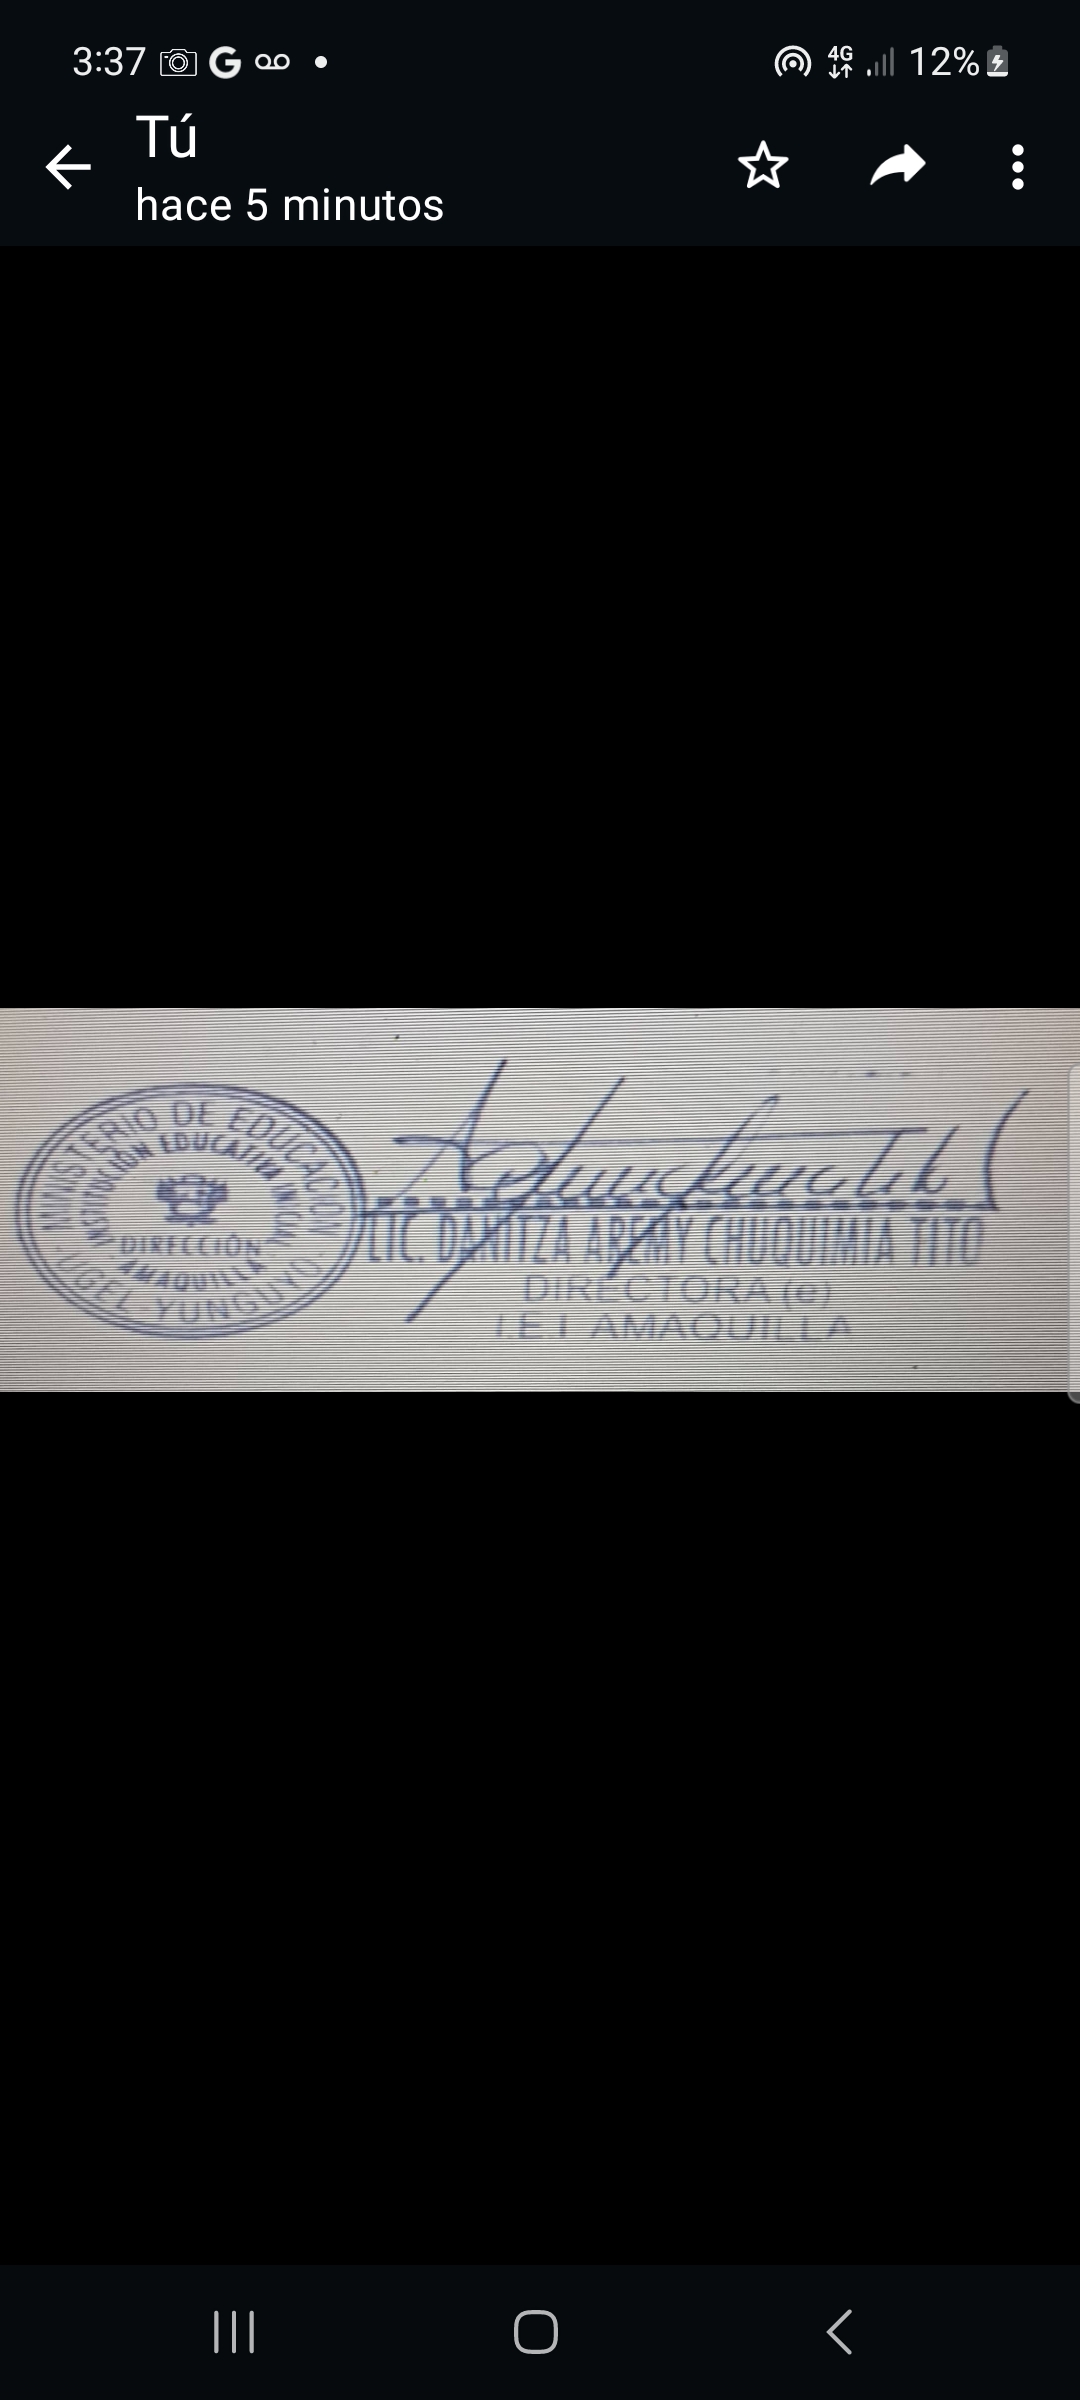 3:37
4G
12%
Tú
hace 5 minutos
MINISTERIO DE EDUCACIÓN
INSTITUCIÓN EDUCATIVA INICIAL
DIRECCIÓN
AMAQUILLA
- UGEL - YUNGUYO -
LIC. DANITZA AREMY CHUQUIMIA TITO
DIRECTORA (e)
I.E.I AMAQUILLA